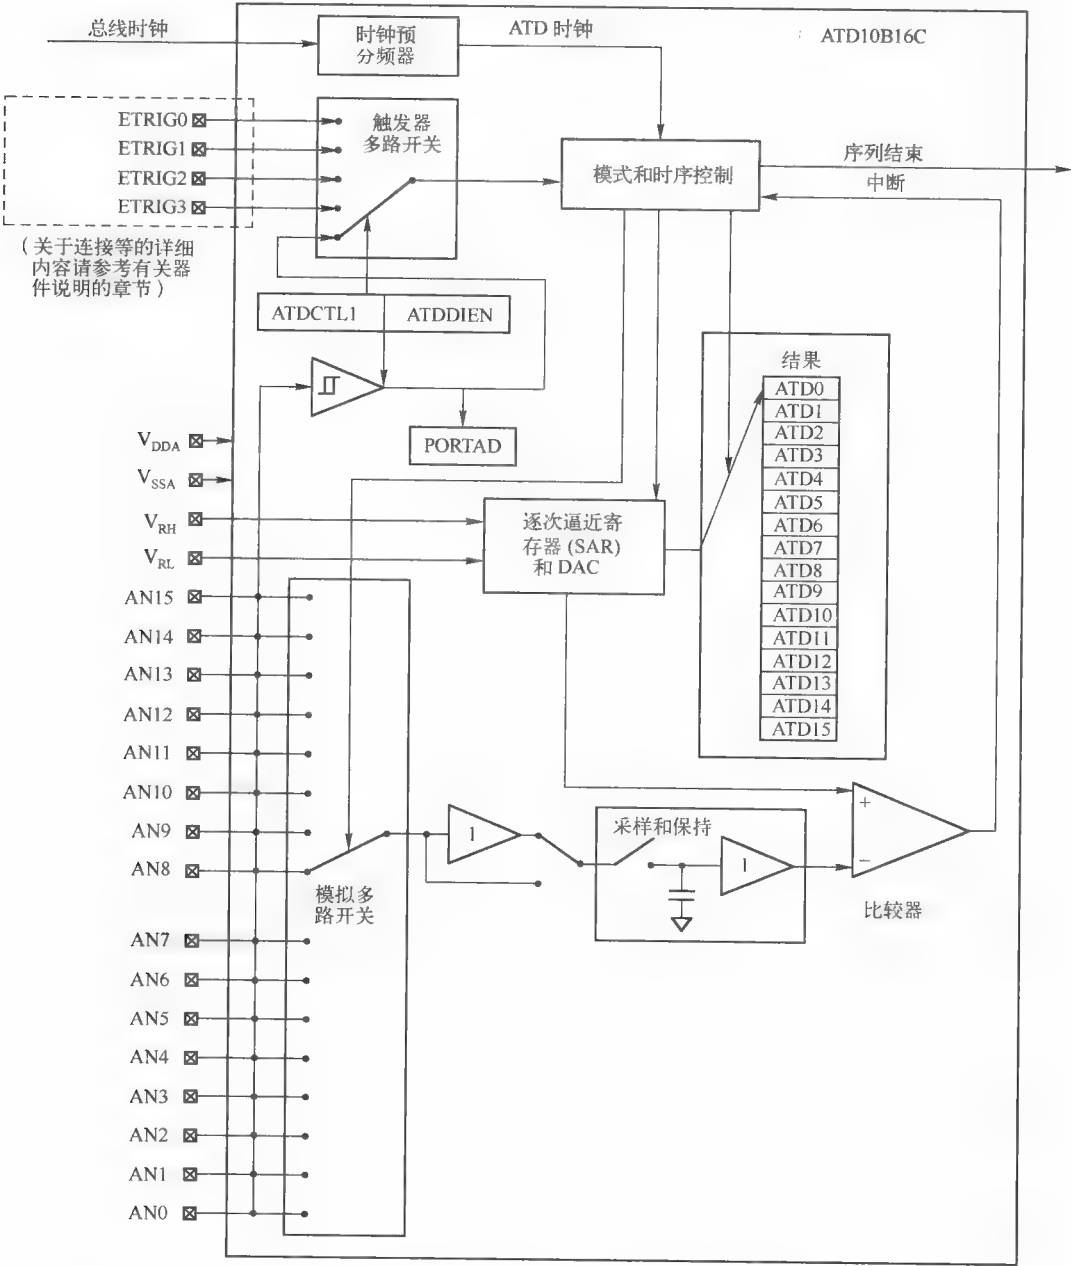 总线时钟
时钟预
分频器
ATD 时钟
ATD10B16C
ETRIG0
ETRIG1
ETRIG2
ETRIG3
触发器
多路开关
模式和时序控制
序列结束
中断
(关于连接等的详细
内容请参考有关器
件说明的章节)
ATDCTL1
ATDDIEN
PORTAD
结果
ATD0
ATD1
ATD2
ATD3
ATD4
ATD5
ATD6
ATD7
ATD8
ATD9
ATD10
ATD11
ATD12
ATD13
ATD14
ATD15
VDDA
VSSA
VRH
VRL
逐次逼近寄
存器 (SAR)
和 DAC
AN15
AN14
AN13
AN12
AN11
AN10
AN9
AN8
AN7
AN6
AN5
AN4
AN3
AN2
AN1
AN0
模拟多
路开关
1
采样和保持
1
+
−
比较器